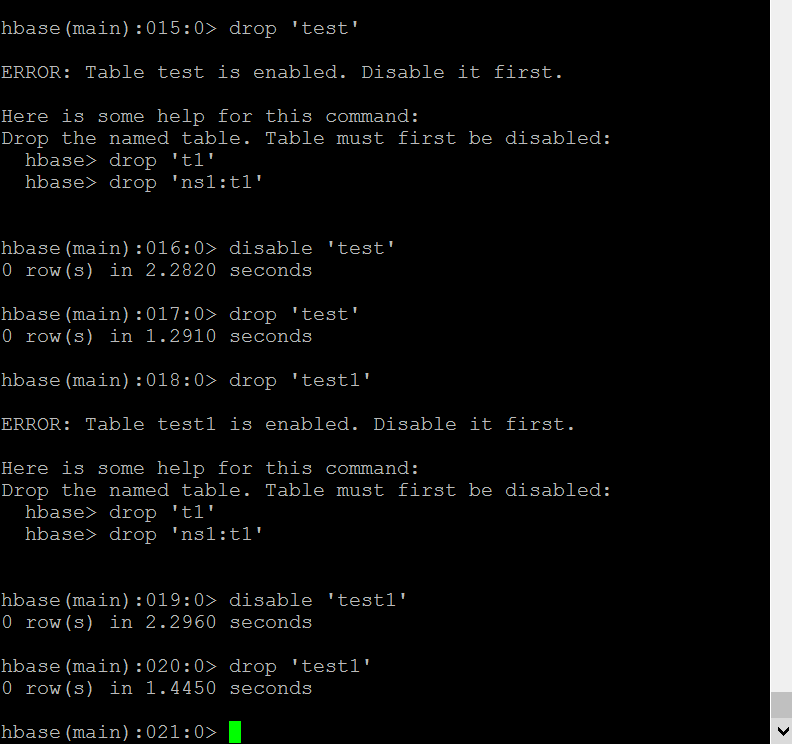 hbase(main):015:0> drop 'test'
ERROR: Table test is enabled. Disable it first.
Here is some help for this command:
Drop the named table. Table must first be disabled:
  hbase> drop 't1'
  hbase> drop 'ns1:t1'
hbase(main):016:0> disable 'test'
0 row(s) in 2.2820 seconds
hbase(main):017:0> drop 'test'
0 row(s) in 1.2910 seconds
hbase(main):018:0> drop 'test1'
ERROR: Table test1 is enabled. Disable it first.
Here is some help for this command:
Drop the named table. Table must first be disabled:
  hbase> drop 't1'
  hbase> drop 'ns1:t1'
hbase(main):019:0> disable 'test1'
0 row(s) in 2.2960 seconds
hbase(main):020:0> drop 'test1'
0 row(s) in 1.4450 seconds
hbase(main):021:0>